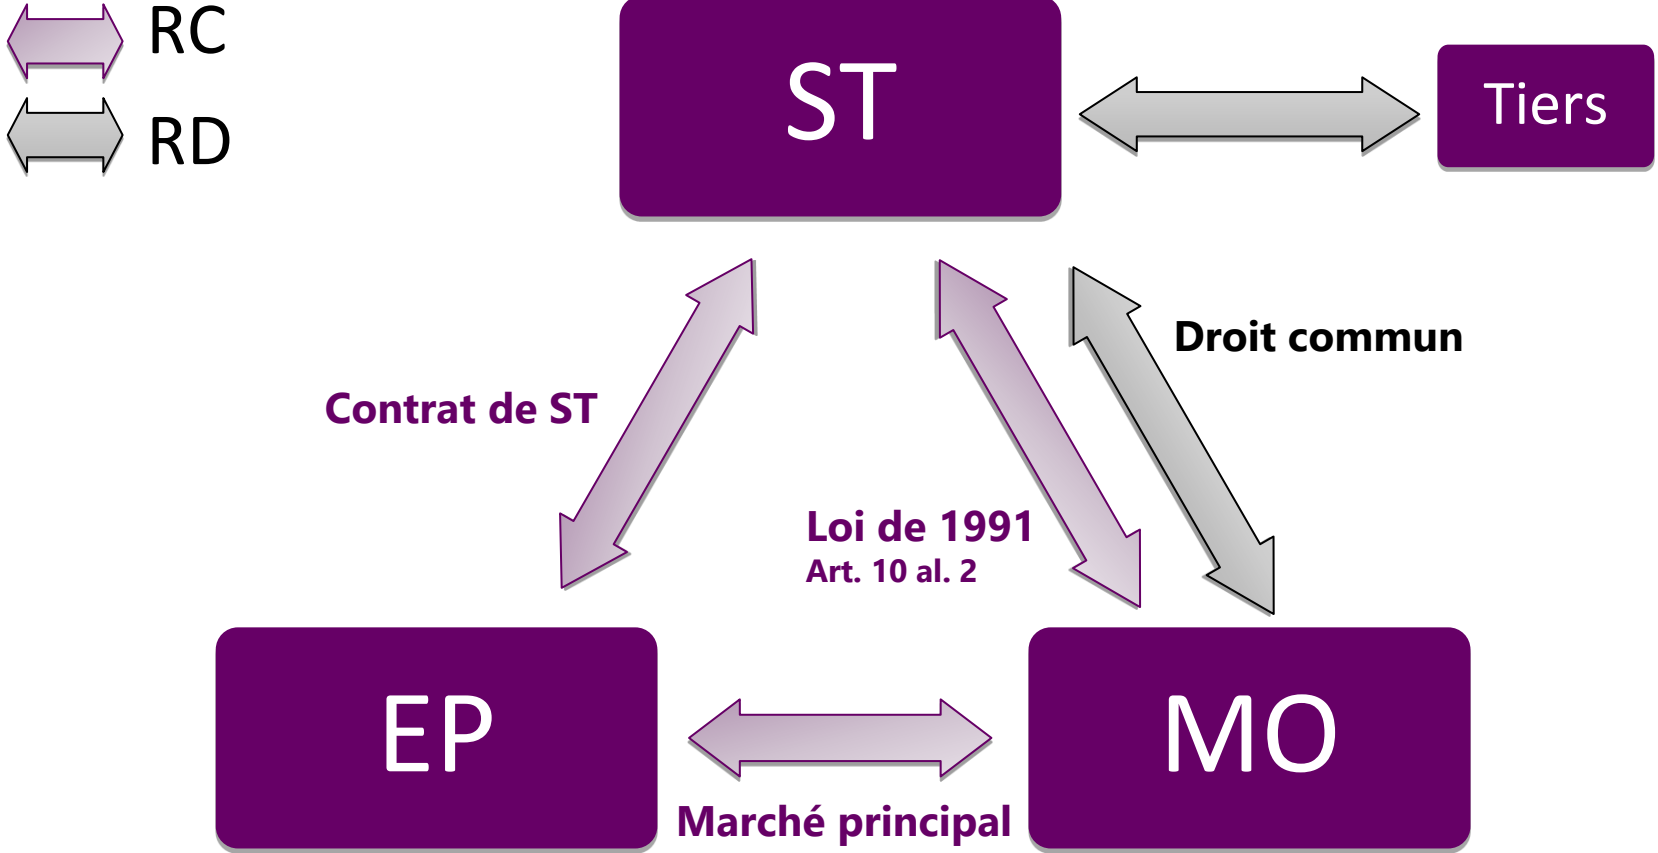 RC
RD
ST
Tiers
Droit commun
Contrat de ST
Loi de 1991
Art. 10 al. 2
EP
MO
Marché principal